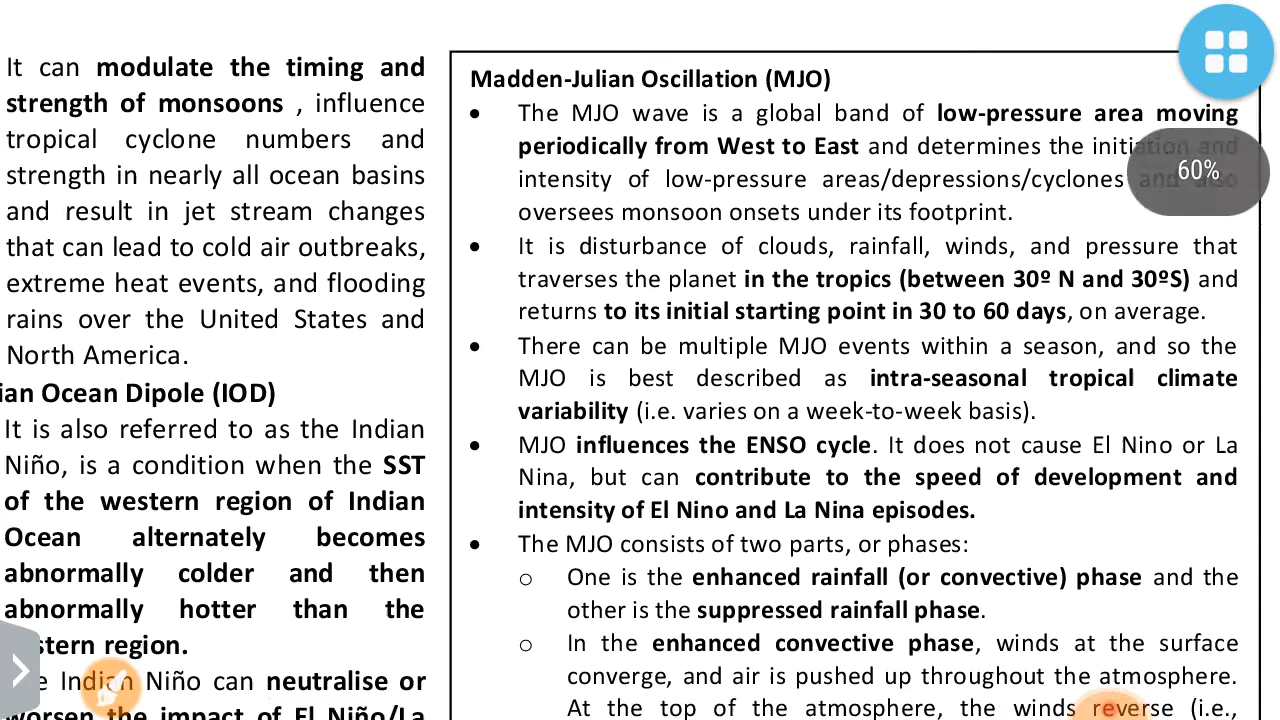 It can modulate the timing and
strength of monsoons , influence
tropical cyclone numbers and
strength in nearly all ocean basins
and result in jet stream changes
that can lead to cold air outbreaks,
extreme heat events, and flooding
rains over the United States and
North America.
ian Ocean Dipole (IOD)
It is also referred to as the Indian
Niño, is a condition when the SST
of the western region of Indian
Ocean alternately becomes
abnormally colder and then
abnormally hotter than the
stern region.
e Indian Niño can neutralise or
worsen the impact of El Niño/La
Madden-Julian Oscillation (MJO)
• The MJO wave is a global band of low-pressure area moving
periodically from West to East and determines the initiation and
intensity of low-pressure areas/depressions/cyclones and also
oversees monsoon onsets under its footprint.
• It is disturbance of clouds, rainfall, winds, and pressure that
traverses the planet in the tropics (between 30º N and 30ºS) and
returns to its initial starting point in 30 to 60 days, on average.
• There can be multiple MJO events within a season, and so the
MJO is best described as intra-seasonal tropical climate
variability (i.e. varies on a week-to-week basis).
• MJO influences the ENSO cycle. It does not cause El Nino or La
Nina, but can contribute to the speed of development and
intensity of El Nino and La Nina episodes.
• The MJO consists of two parts, or phases:
o One is the enhanced rainfall (or convective) phase and the
other is the suppressed rainfall phase.
o In the enhanced convective phase, winds at the surface
converge, and air is pushed up throughout the atmosphere.
At the top of the atmosphere, the winds reverse (i.e.,
60%